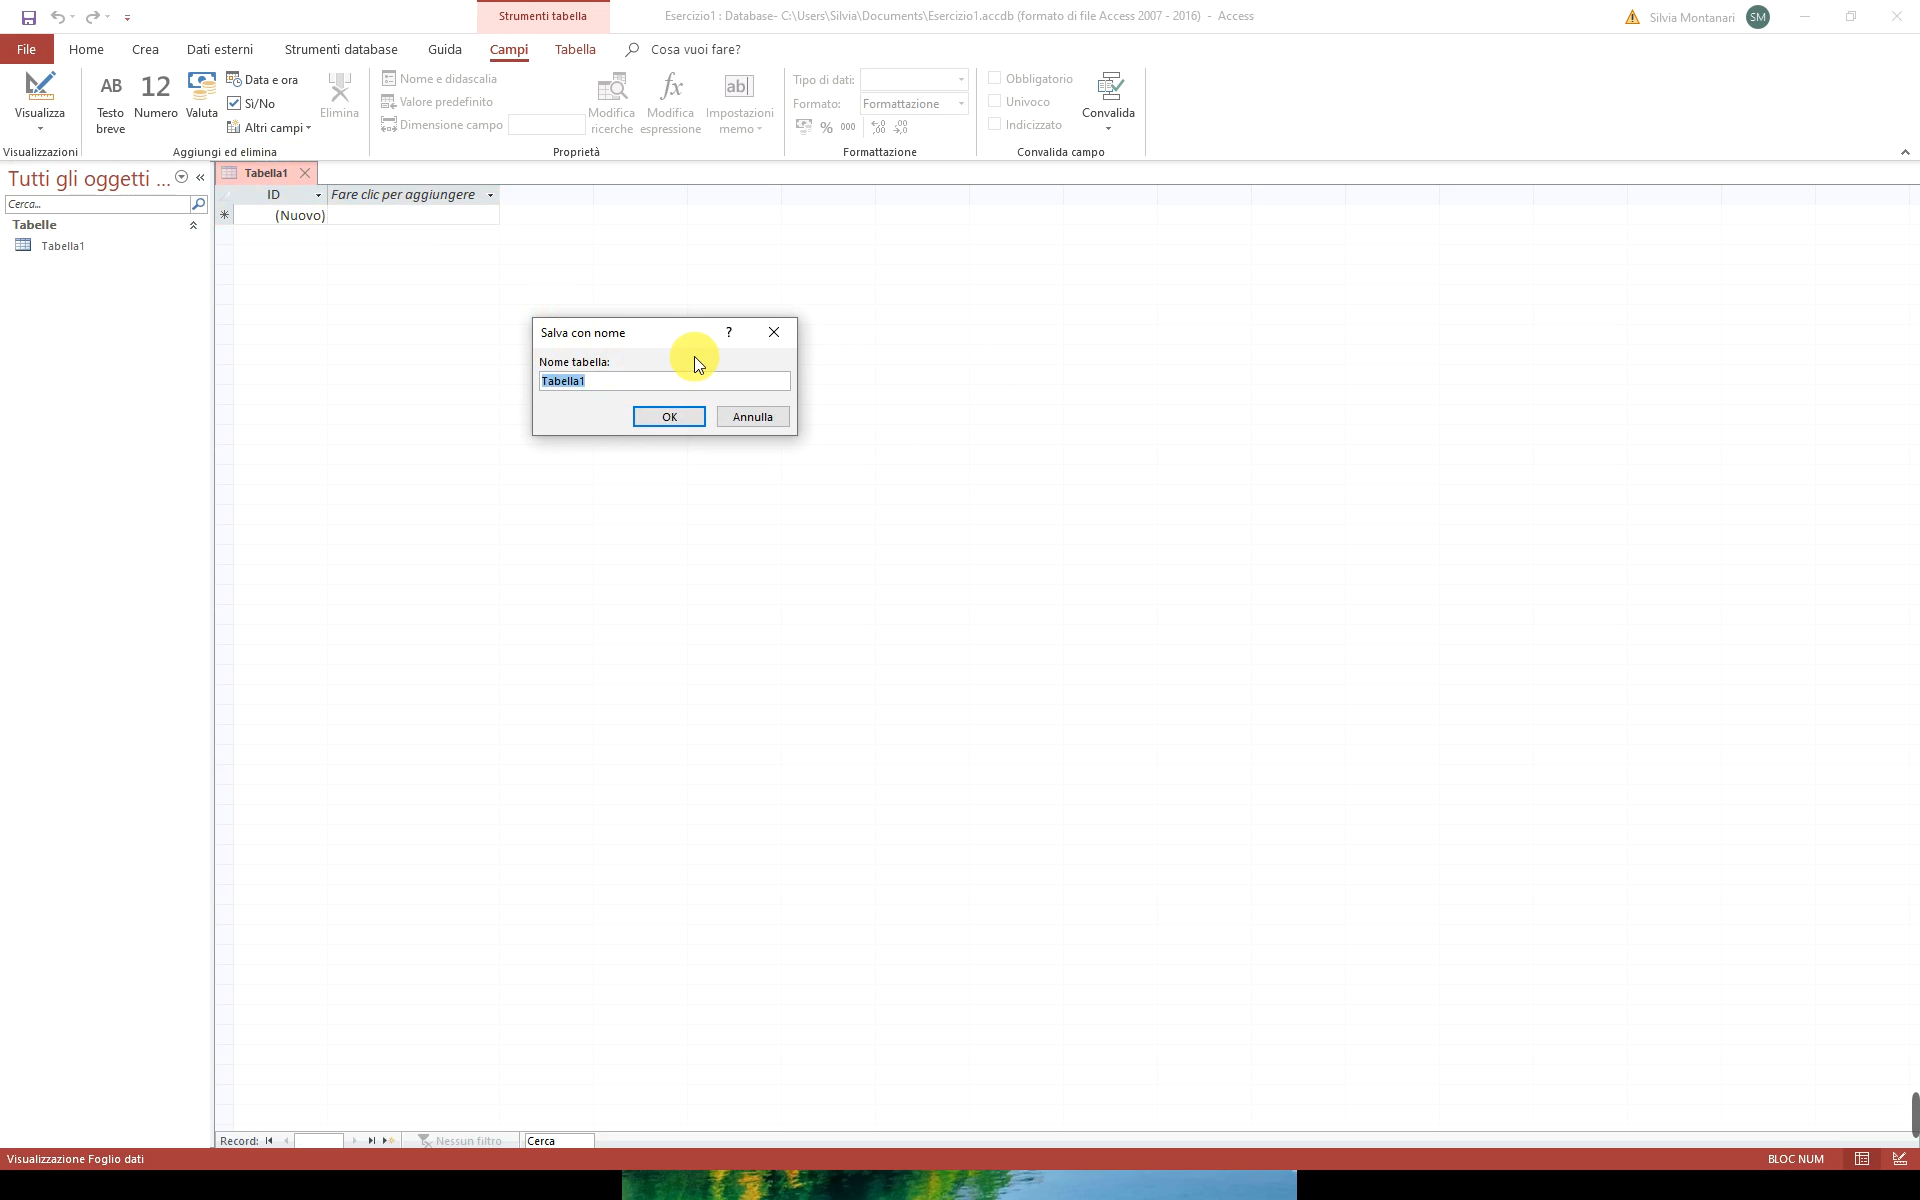 Strumenti tabella
Esercizio1 : Database- C:\Users\Silvia\Documents\Esercizio1.accdb (formato di file Access 2007 - 2016) - Access
Silvia Montanari
SM
File Home Crea Dati esterni Strumenti database Guida Campi Tabella Cosa vuoi fare?
Visualizza
AB
Testo
breve
12
Numero
Valuta
Data e ora
Sì/No
Altri campi
Elimina
Nome e didascalia
Valore predefinito
Dimensione campo
Modifica
ricerche
fx
Modifica
espressione
ab|
Impostazioni
memo
Tipo di dati:
Formato: Formattazione
% 000 ,00 ,0
Obbligatorio
Univoco
Indicizzato
Convalida
Visualizzazioni Aggiungi ed elimina Proprietà Formattazione Convalida campo
Tutti gli oggetti ...
Cerca...
Tabelle
Tabella1
Tabella1
ID Fare clic per aggiungere
(Nuovo)
Salva con nome
?
Nome tabella:
Tabella1
OK Annulla
Record: Nessun filtro Cerca
Visualizzazione Foglio dati
BLOC NUM